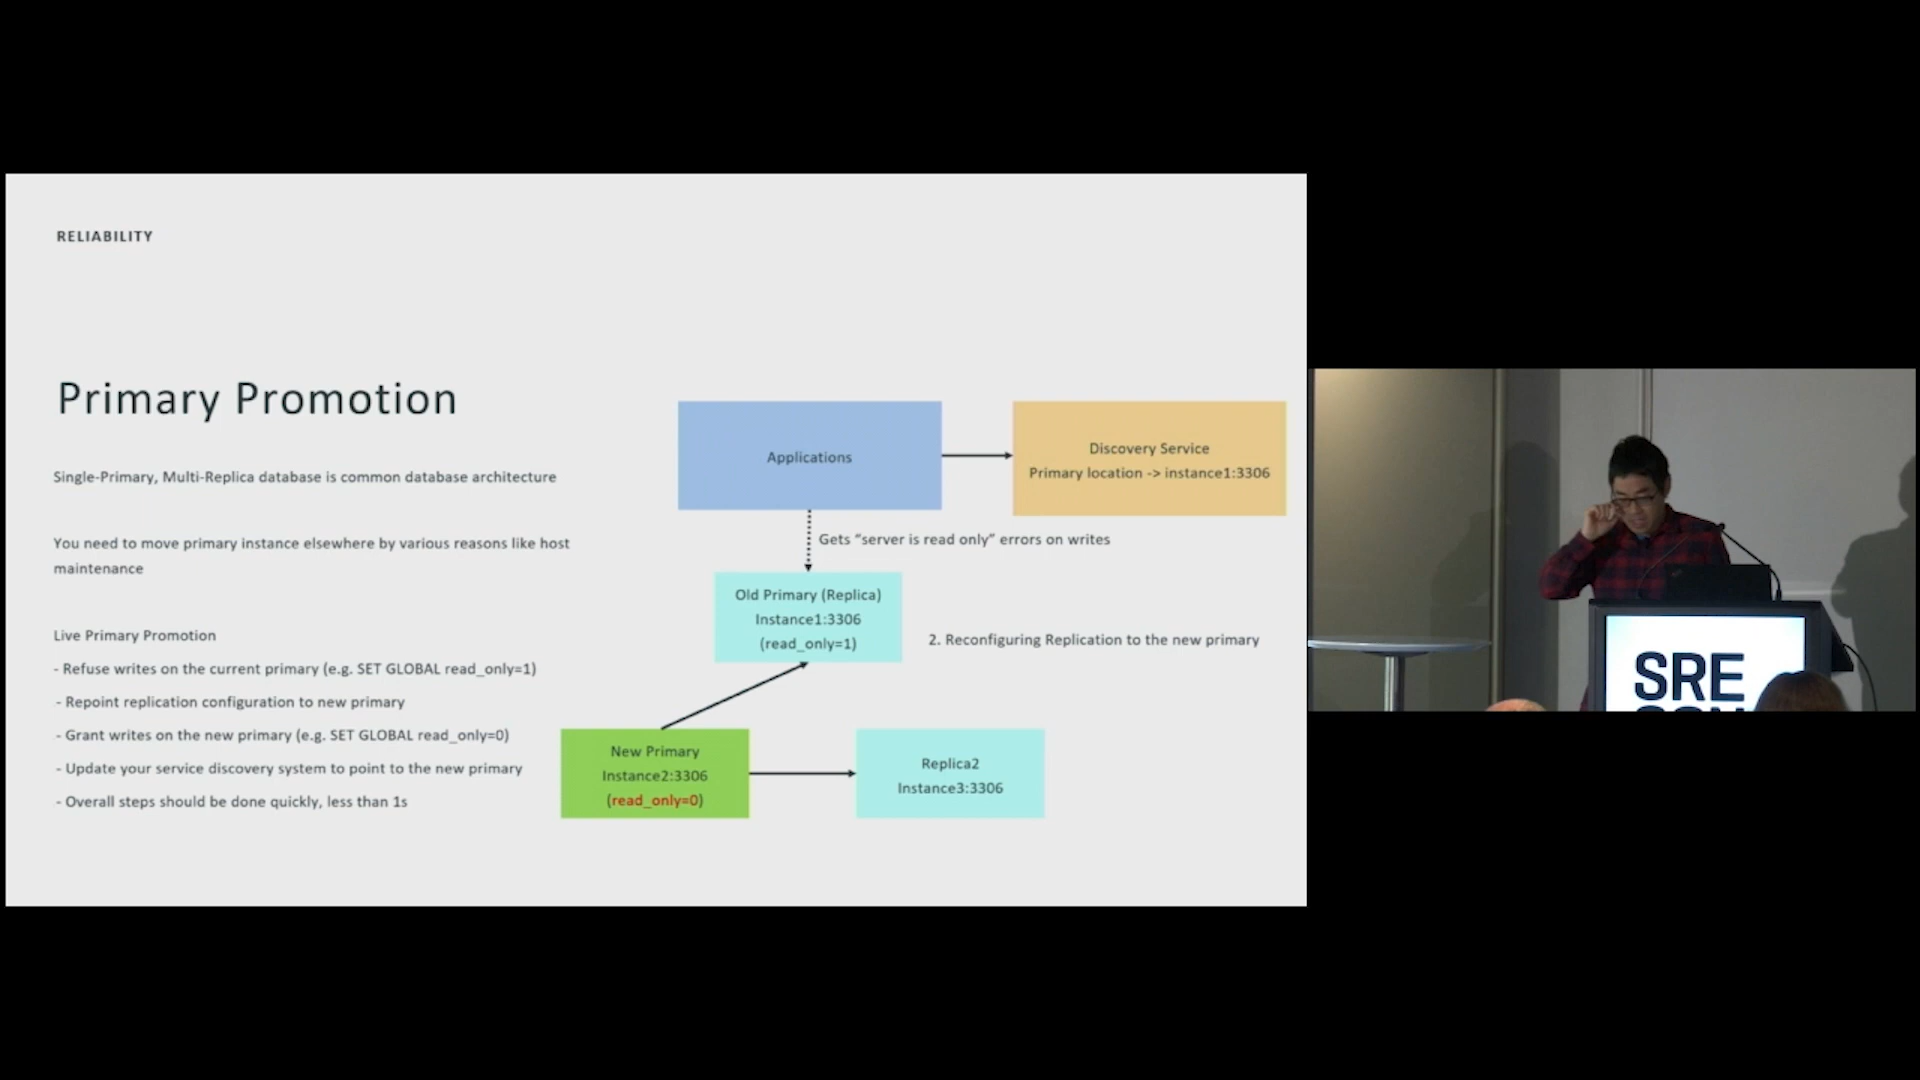 RELIABILITY
Primary Promotion
Single-Primary, Multi-Replica database is common database architecture
You need to move primary instance elsewhere by various reasons like host
maintenance
Live Primary Promotion
- Refuse writes on the current primary (e.g. SET GLOBAL read_only=1)
- Repoint replication configuration to new primary
- Grant writes on the new primary (e.g. SET GLOBAL read_only=0)
- Update your service discovery system to point to the new primary
- Overall steps should be done quickly, less than 1s
Applications
Discovery Service
Primary location -> instance1:3306
Gets “server is read only” errors on writes
Old Primary (Replica)
Instance1:3306
(read_only=1)
2. Reconfiguring Replication to the new primary
New Primary
Instance2:3306
(read_only=0)
Replica2
Instance3:3306
SRE